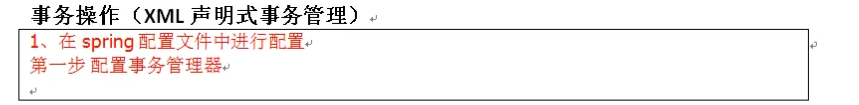 事务操作（XML 声明式事务管理）
1、在 spring 配置文件中进行配置
第一步 配置事务管理器